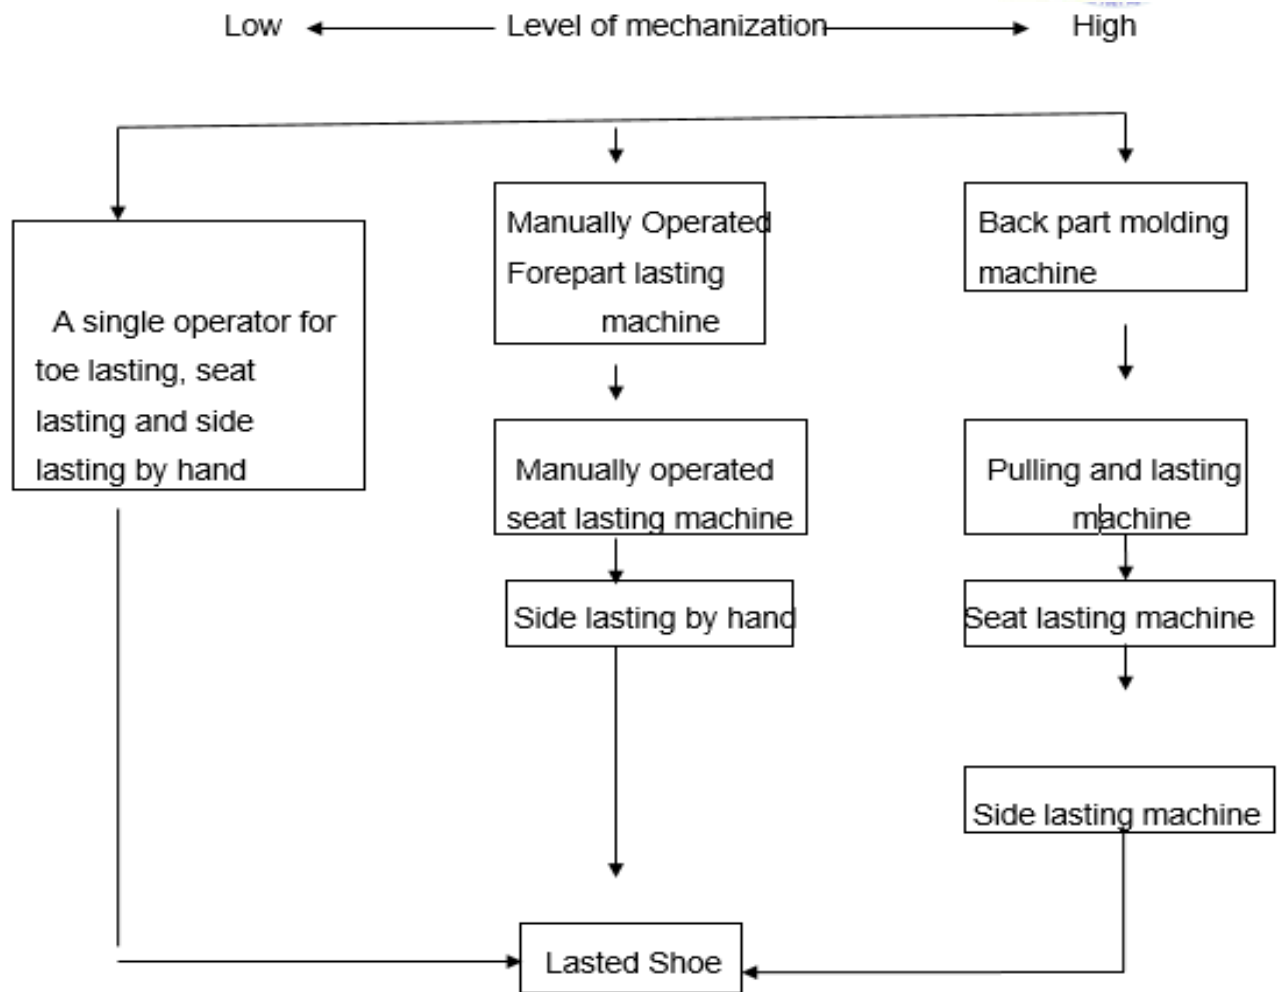 Low Level of mechanization High
A single operator for
toe lasting, seat
lasting and side
lasting by hand
Manually Operated
Forepart lasting
machine
Manually operated
seat lasting machine
Side lasting by hand
Back part molding
machine
Pulling and lasting
machine
Seat lasting machine
Side lasting machine
Lasted Shoe